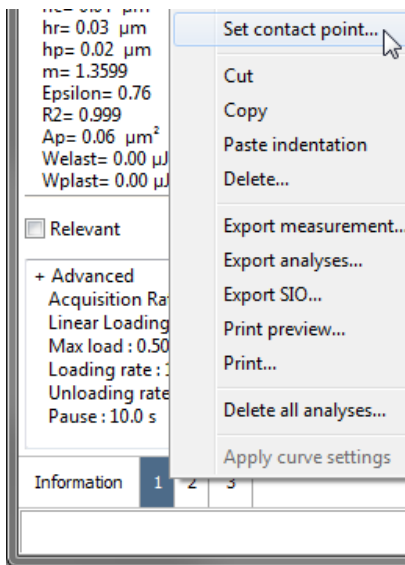 hr= 0.03 µm
hp= 0.02 µm
m= 1.3599
Epsilon= 0.76
R2= 0.999
Ap= 0.06 µm²
Welast= 0.00 µJ
Wplast= 0.00 µJ
Relevant
+ Advanced
Acquisition
Linear Loading
Max load : 0.50
Loading rate :
Unloading rate
Pause : 10.0 s
Information 1 2 3
Set contact point...
Cut
Copy
Paste indentation
Delete...
Export measurement...
Export analyses...
Export SIO...
Print preview...
Print...
Delete all analyses...
Apply curve settings